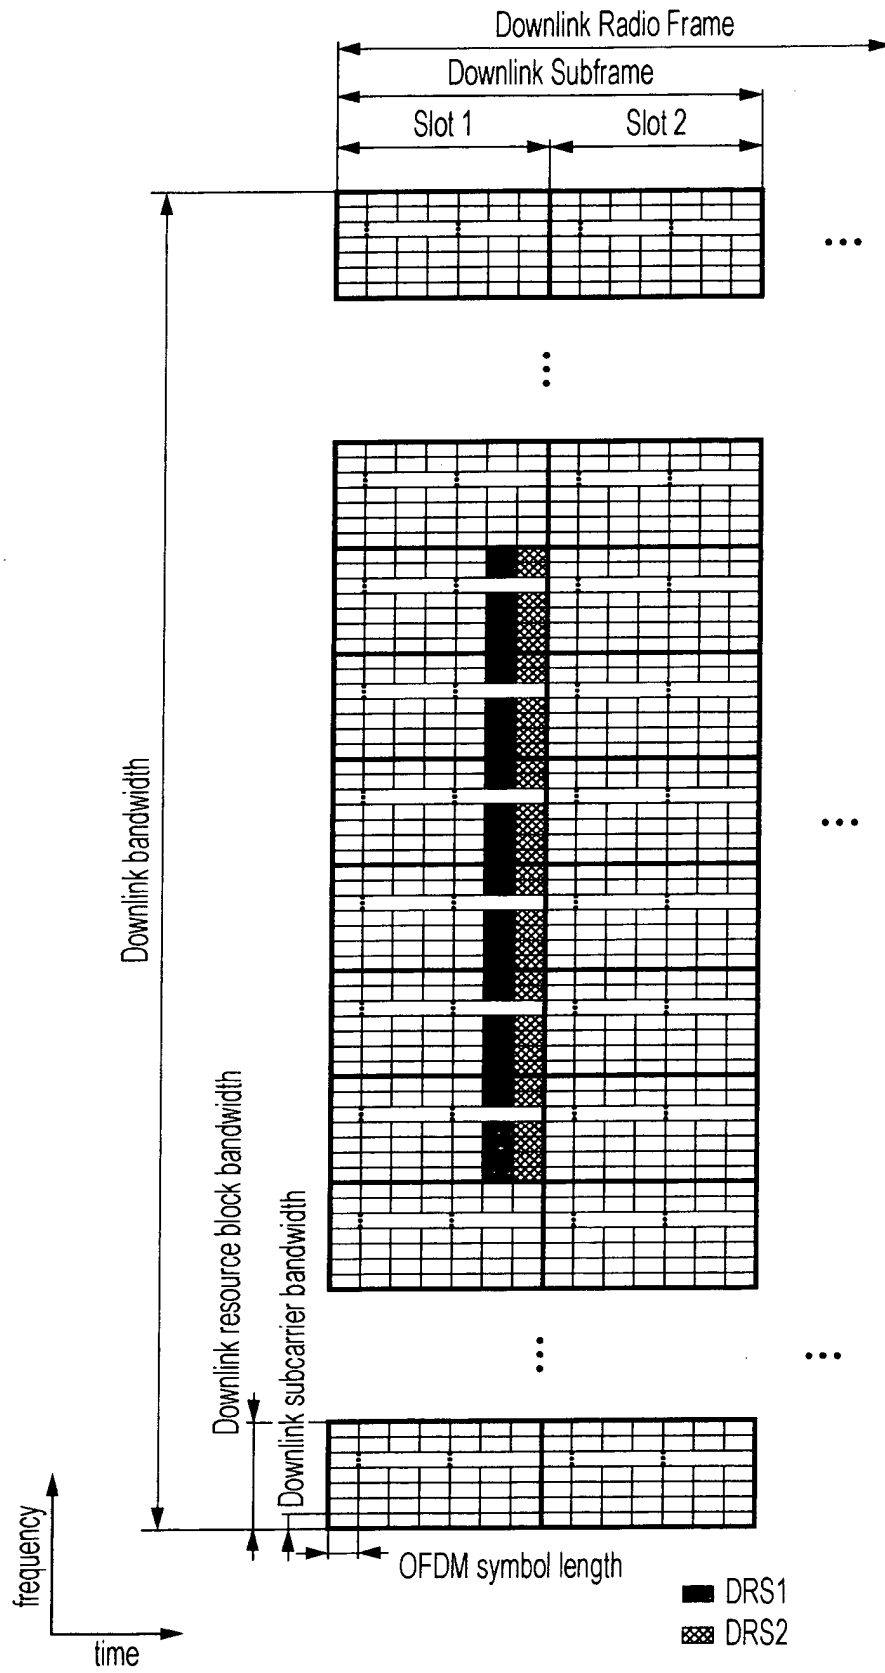 Downlink Radio Frame
Downlink Subframe
Slot 1
Slot 2
Downlink bandwidth
Downlink resource block bandwidth
Downlink subcarrier bandwidth
OFDM symbol length
frequency
time
DRS1
DRS2